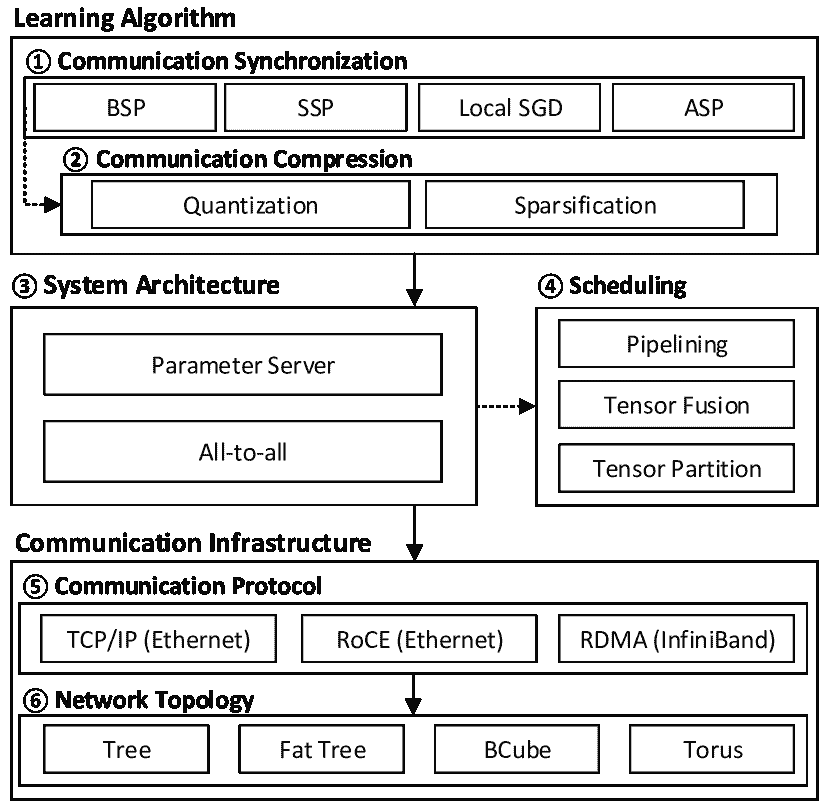 Learning Algorithm
① Communication Synchronization
BSP SSP Local SGD ASP
② Communication Compression
Quantization Sparsification
③ System Architecture ④ Scheduling
Parameter Server
All-to-all
Pipelining
Tensor Fusion
Tensor Partition
Communication Infrastructure
⑤ Communication Protocol
TCP/IP (Ethernet) RoCE (Ethernet) RDMA (InfiniBand)
⑥ Network Topology
Tree Fat Tree BCube Torus